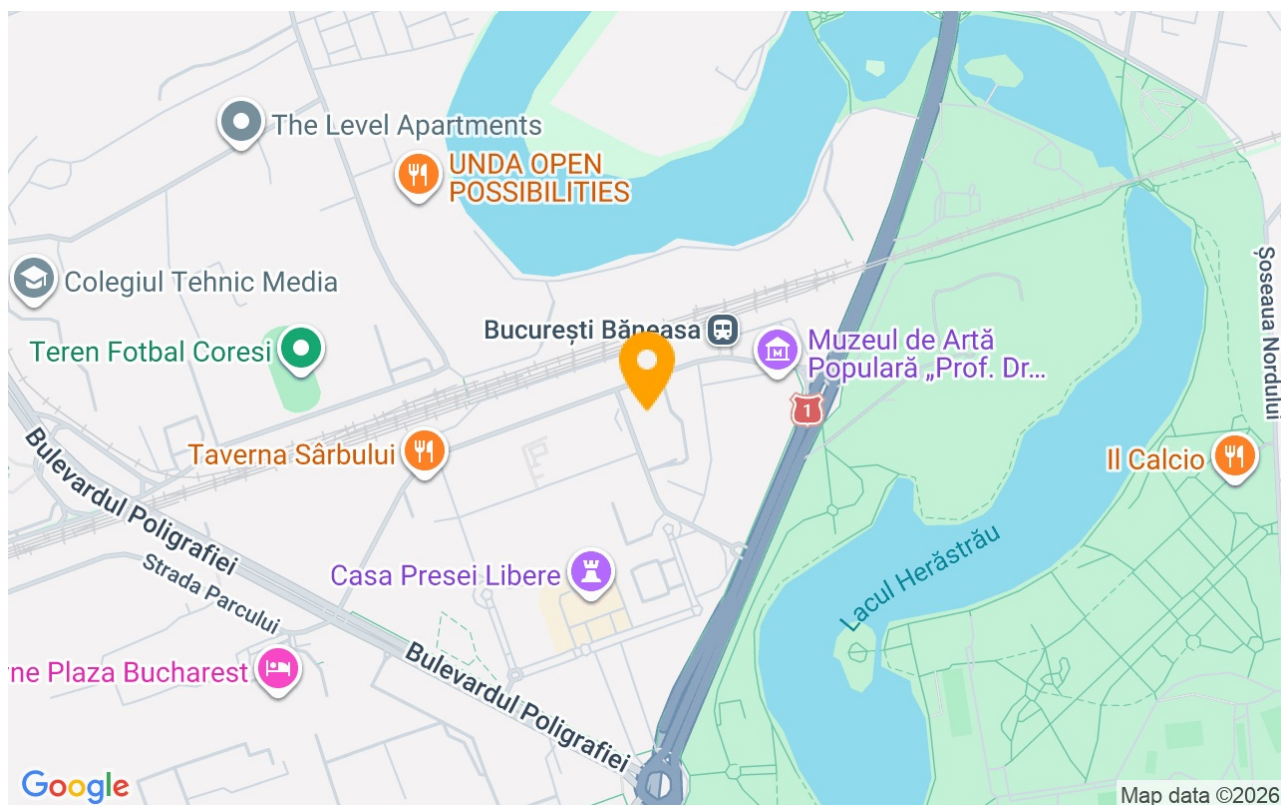 The Level Apartments
UNDA OPEN
POSSIBILITIES
Colegiul Tehnic Media
Șoseaua Nordului
București Băneasa
Teren Fotbal Coresi
Muzeul de Artă
Populară „Prof. Dr...
1
Taverna Sârbului
Il Calcio
Bulevardul Poligrafiei
Strada Parcului
Casa Presei Libere
Lacul Herăstrău
ne Plaza Bucharest
Bulevardul Poligrafiei
Google
Map data ©2026